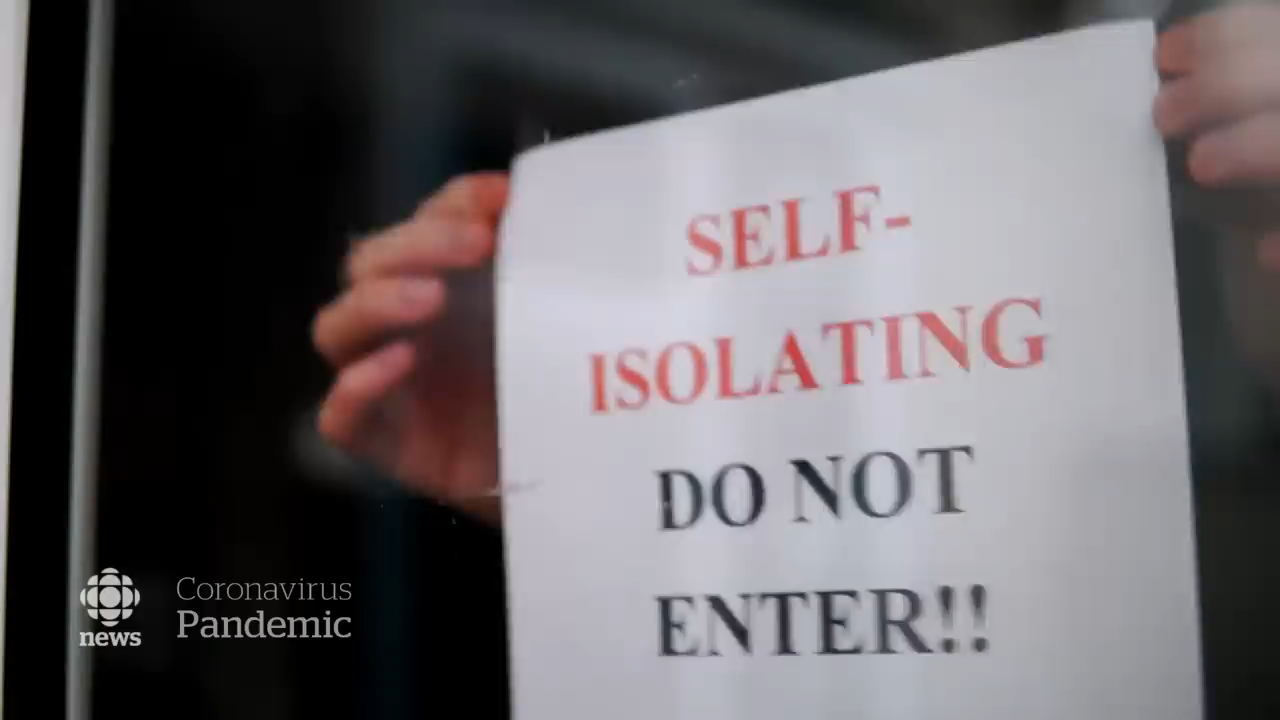 SELF-
ISOLATING
DO NOT
ENTER!!
news
Coronavirus
Pandemic